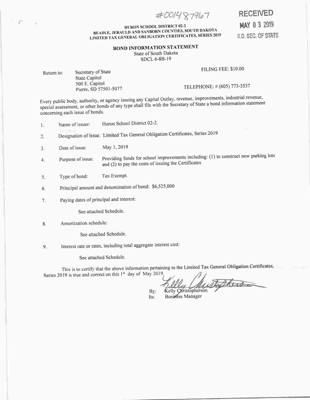 #001487967
RECEIVED
MAY 03 2019
S.D. SEC. OF STATE
HURON SCHOOL DISTRICT 02-2
BEADLE, JERAULD AND SANBORN COUNTIES, SOUTH DAKOTA
LIMITED TAX GENERAL OBLIGATION CERTIFICATES, SERIES 2019
BOND INFORMATION STATEMENT
State of South Dakota
SDCL 6-8B-19
Return to: Secretary of State FILING FEE: $10.00
State Capitol
500 E. Capitol
Pierre, SD 57501-5077 TELEPHONE: # (605) 773-3537
Every public body, authority, or agency issuing any Capital Outlay, revenue, improvements, industrial revenue,
special assessment, or other bonds of any type shall file with the Secretary of State a bond information statement
concerning each issue of bonds.
1. Name of issuer: Huron School District 02-2.
2. Designation of Issue: Limited Tax General Obligation Certificates, Series 2019
3. Date of issue: May 1, 2019
4. Purpose of issue: Providing funds for school improvements including: (1) to construct new parking lots
and (2) to pay the costs of issuing the Certificates
5. Type of bond: Tax Exempt.
6. Principal amount and denomination of bond: $6,525,000
7. Paying dates of principal and interest:
See attached Schedule.
8. Amortization schedule:
See attached Schedule.
9. Interest rate or rates, including total aggregate interest cost:
See attached Schedule.
This is to certify that the above information pertaining to the Limited Tax General Obligation Certificates,
Series 2019 is true and correct on this 1st day of May 2019.
Kelly Christopherson
By: Kelly Christopherson
Its: Business Manager